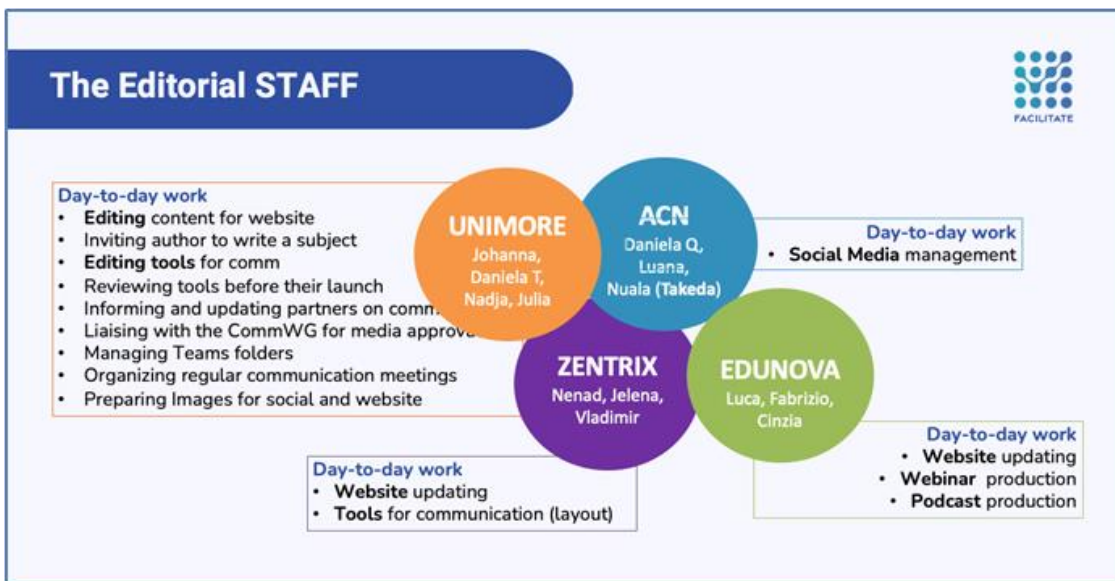 The Editorial STAFF
FACILITATE
Day-to-day work
• Editing content for website
• Inviting author to write a subject
• Editing tools for comm
• Reviewing tools before their launch
• Informing and updating partners on comm
• Liaising with the CommWG for media approva
• Managing Teams folders
• Organizing regular communication meetings
• Preparing Images for social and website
UNIMORE
Johanna,
Daniela T,
Nadja, Julia
ACN
Daniela Q,
Luana,
Nuala (Takeda)
Day-to-day work
• Social Media management
ZENTRIX
Nenad, Jelena,
Vladimir
EDUNOVA
Luca, Fabrizio,
Cinzia
Day-to-day work
• Website updating
• Tools for communication (layout)
Day-to-day work
• Website updating
• Webinar production
• Podcast production